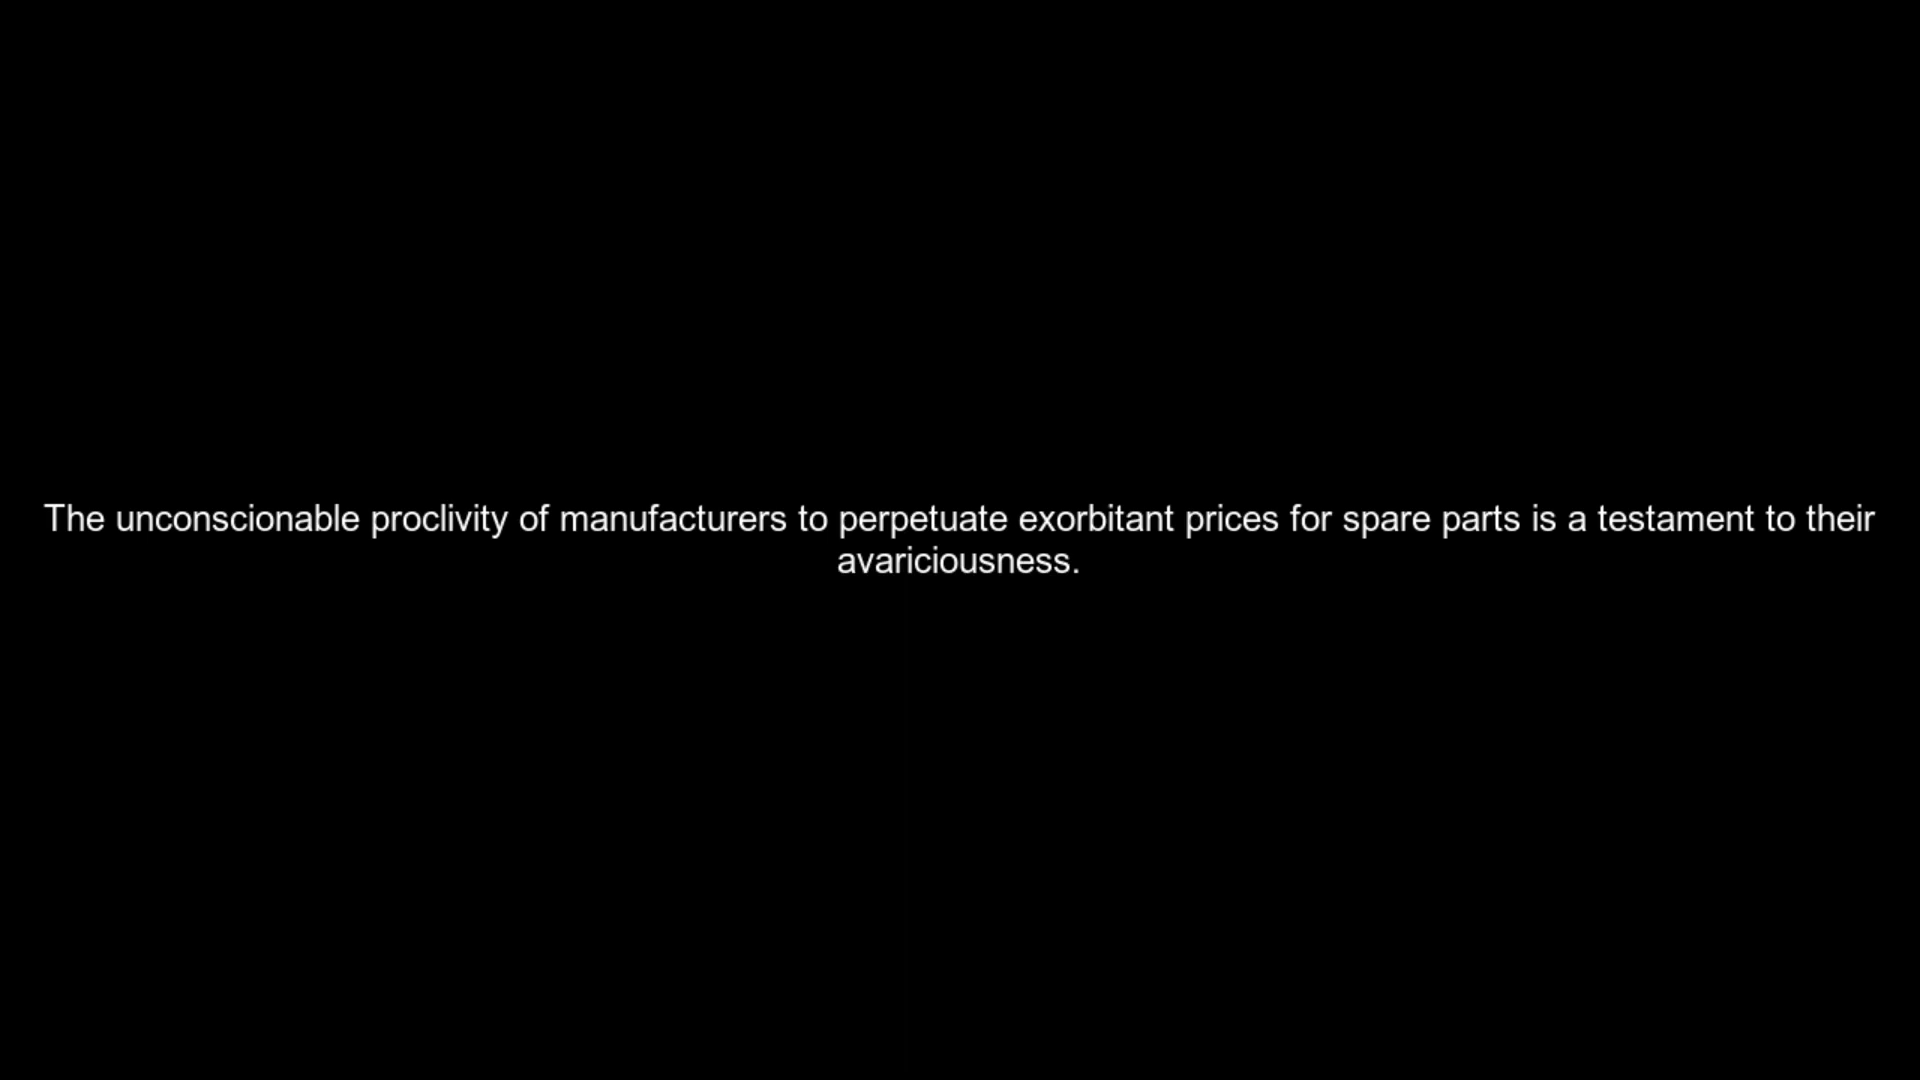 The unconscionable proclivity of manufacturers to perpetuate exorbitant prices for spare parts is a testament to their
avariciousness.